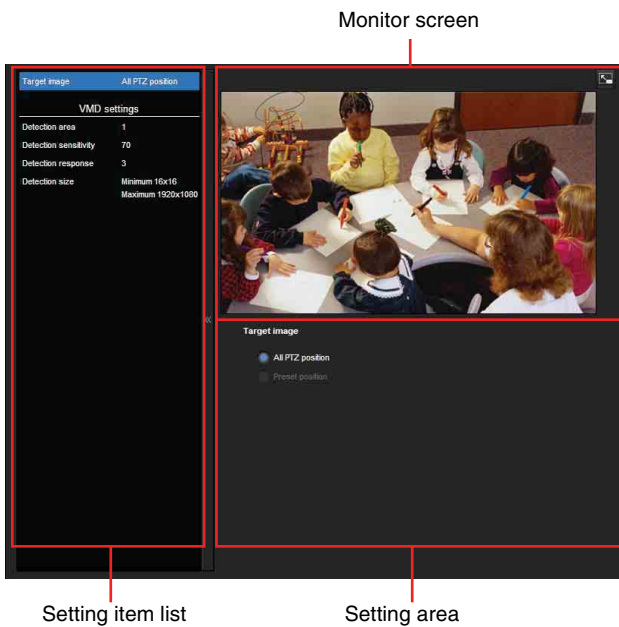 Monitor screen
Target image All PTZ position
VMD settings
Detection area 1
Detection sensitivity 70
Detection response 3
Detection size Minimum 16x16
Maximum 1920x1080
«
Target image
All PTZ position
Preset position
Setting item list
Setting area